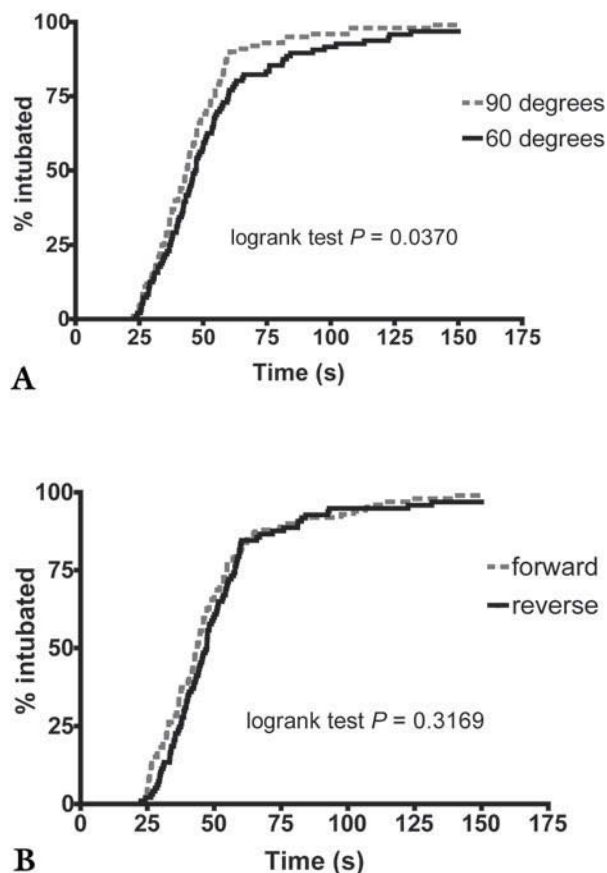 100
75
50
25
0
% intubated
90 degrees
60 degrees
logrank test P = 0.0370
0 25 50 75 100 125 150 175
Time (s)
A
100
75
50
25
0
% intubated
forward
reverse
logrank test P = 0.3169
0 25 50 75 100 125 150 175
Time (s)
B